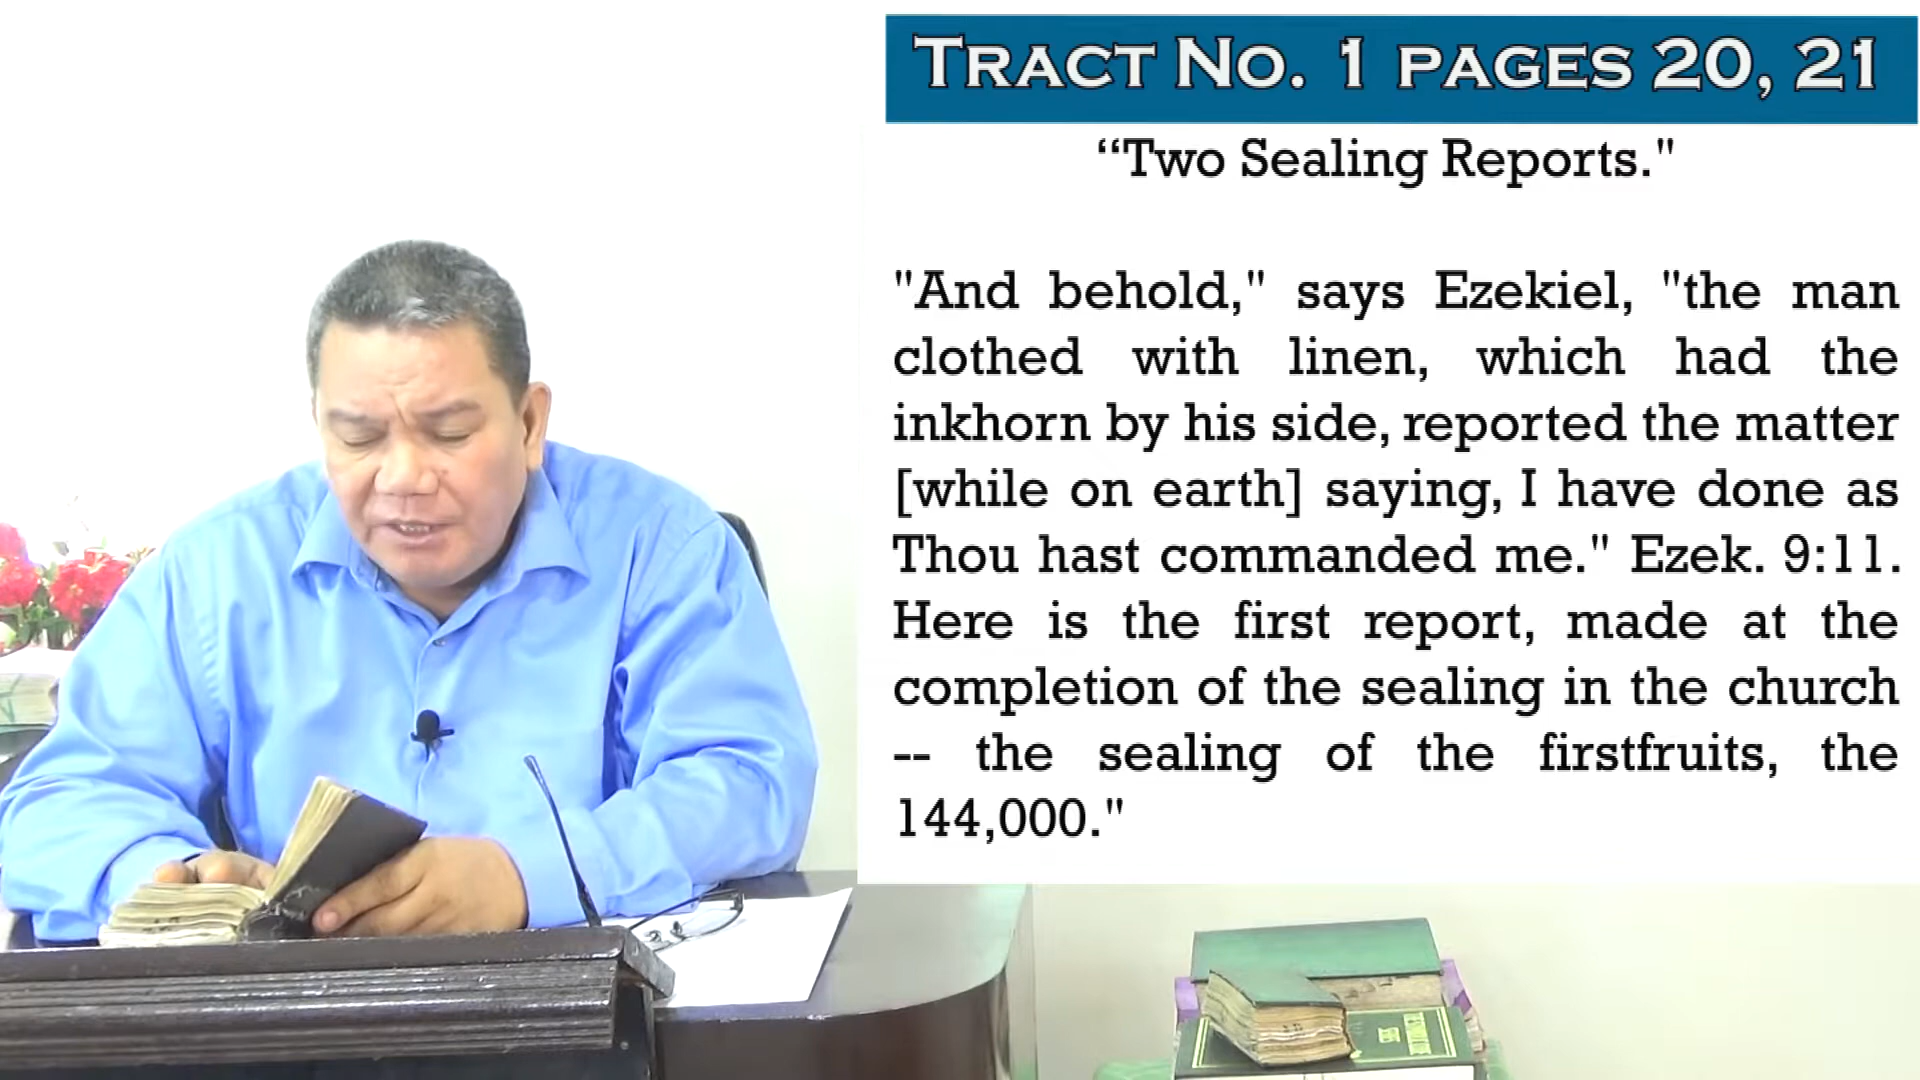 TRACT NO. 1 PAGES 20, 21
“Two Sealing Reports."
"And behold," says Ezekiel, "the man
clothed with linen, which had the
inkhorn by his side, reported the matter
[while on earth] saying, I have done as
Thou hast commanded me." Ezek. 9:11.
Here is the first report, made at the
completion of the sealing in the church
-- the sealing of the firstfruits, the
144,000."